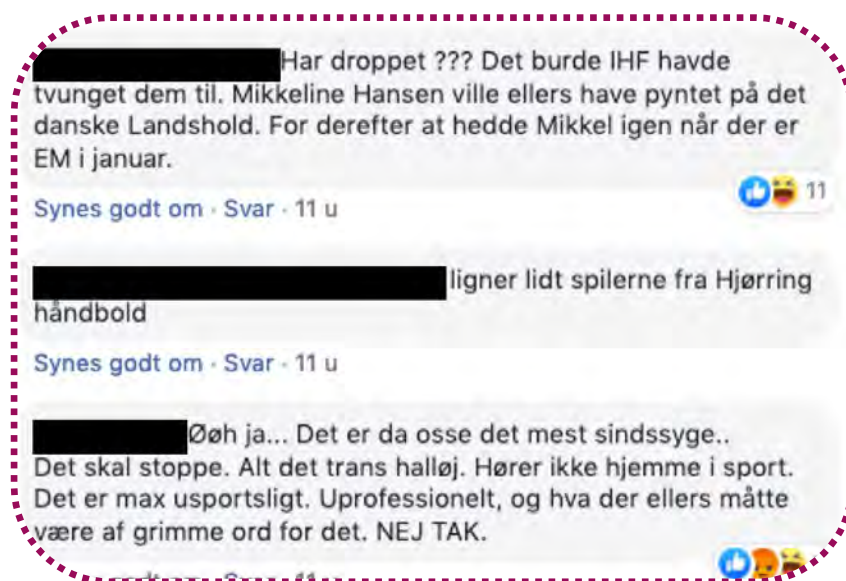 Har droppet ??? Det burde IHF havde
tvunget dem til. Mikkeline Hansen ville ellers have pyntet på det
danske Landshold. For derefter at hedde Mikkel igen når der er
EM i januar.
11
Synes godt om · Svar · 11 u
ligner lidt spilerne fra Hjørring
håndbold
Synes godt om · Svar · 11 u
Øøh ja... Det er da osse det mest sindssyge..
Det skal stoppe. Alt det trans halløj. Hører ikke hjemme i sport.
Det er max usportsligt. Uprofessionelt, og hva der ellers måtte
være af grimme ord for det. NEJ TAK.